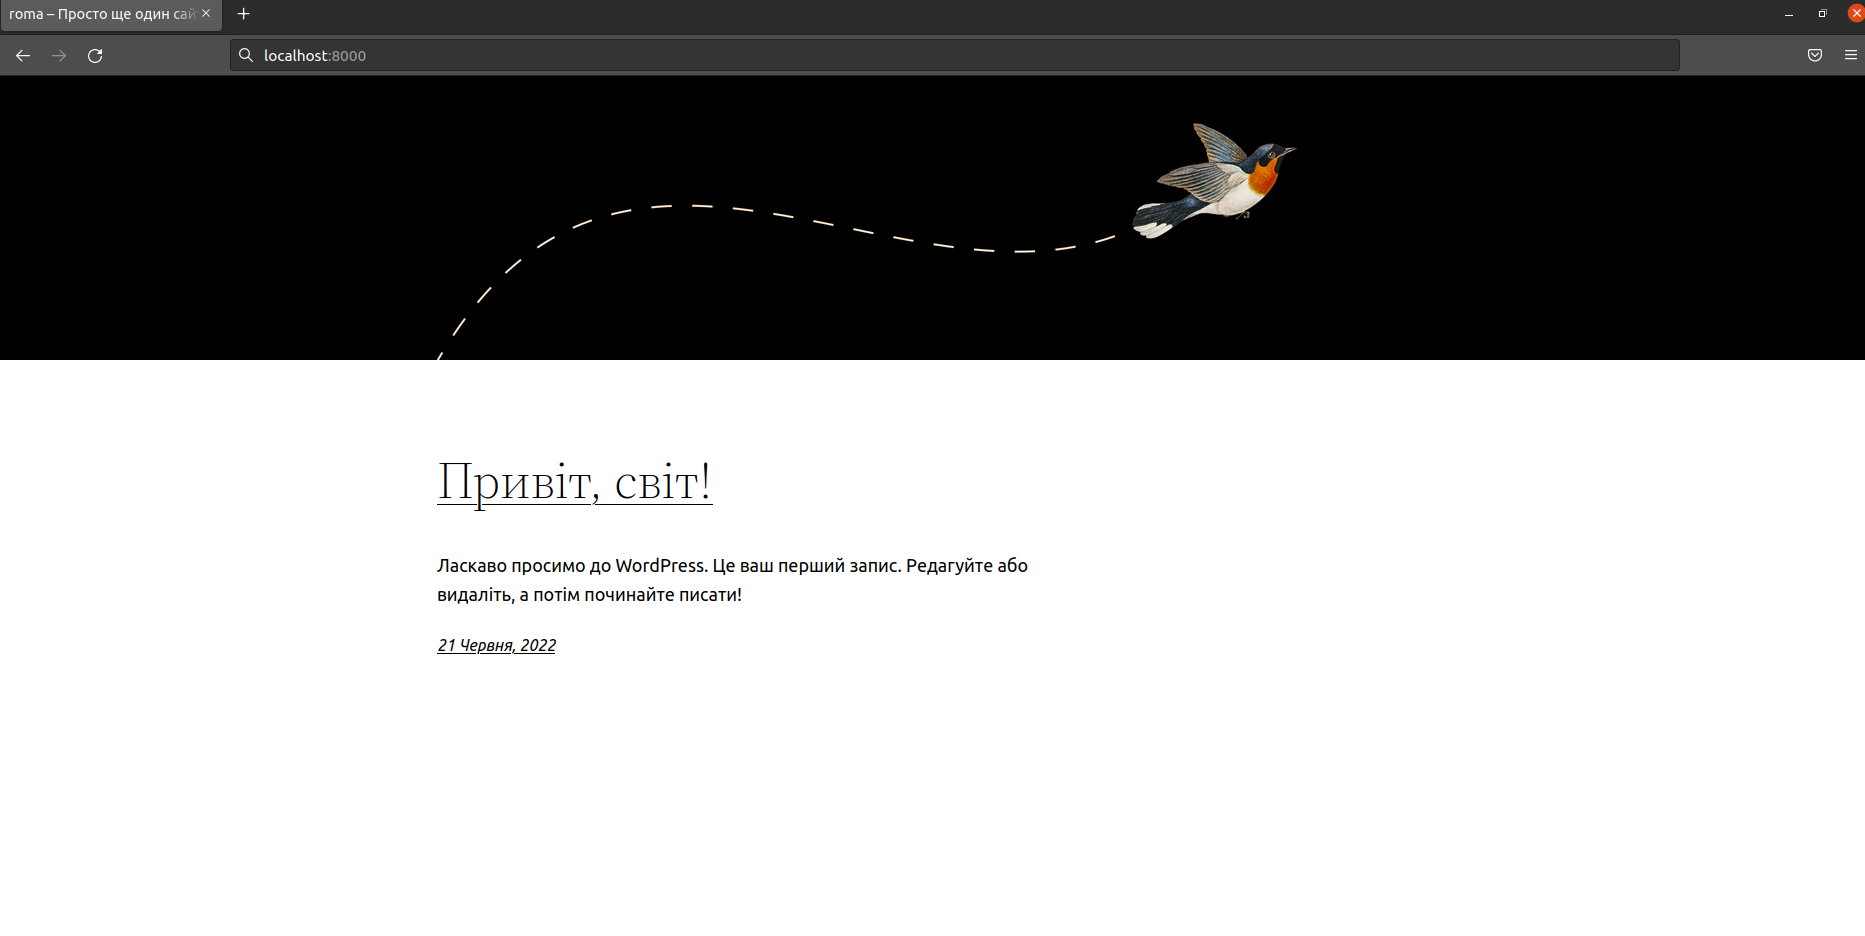 roma – Просто ще один сай
localhost:8000
Привіт, світ!
Ласкаво просимо до WordPress. Це ваш перший запис. Редагуйте або
видаліть, а потім починайте писати!
21 Червня, 2022